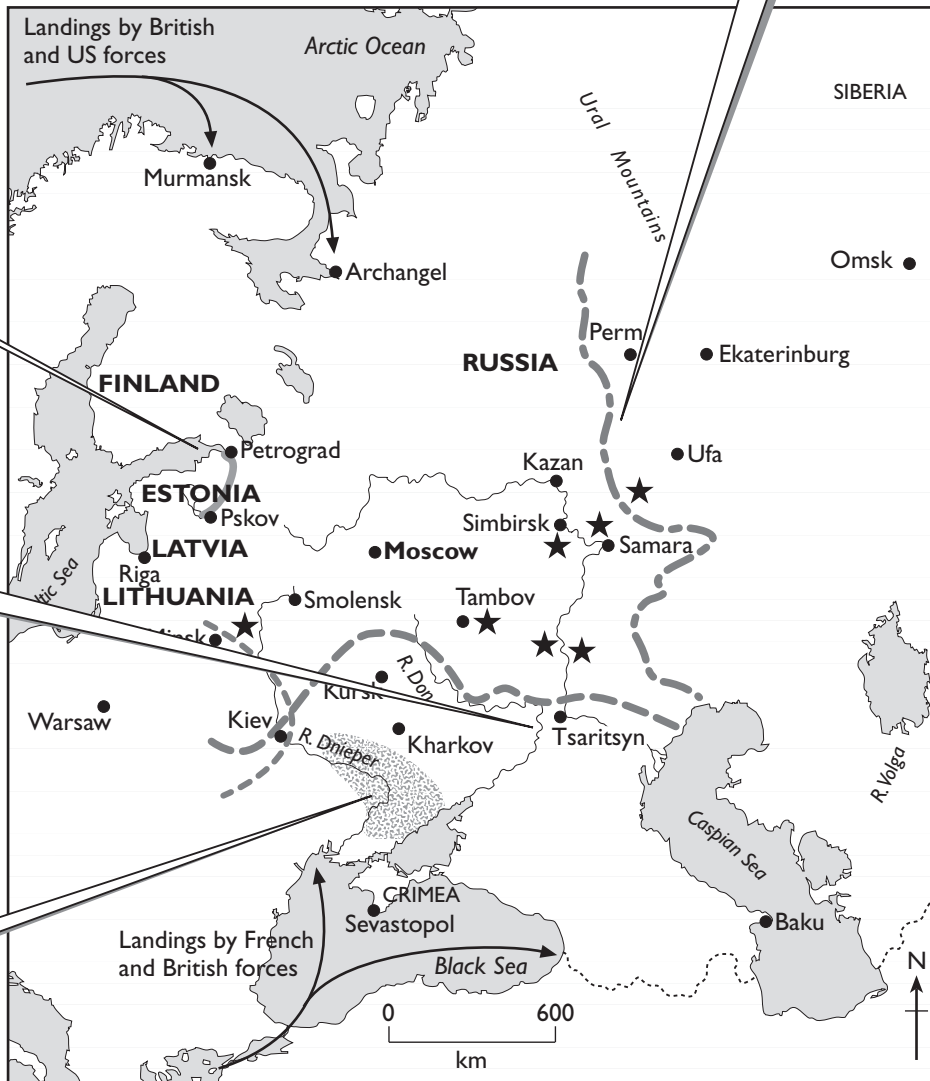 Landings by British
and US forces
Arctic Ocean
SIBERIA
Ural Mountains
Murmansk
Archangel
Omsk
Perm
RUSSIA
Ekaterinburg
FINLAND
Petrograd
Ufa
Kazan
ESTONIA
Pskov
Simbirsk
Samara
LATVIA
Moscow
Riga
tic Sea
LITHUANIA
Smolensk
Tambov
Minsk
R. Don
Kursk
Warsaw
Kiev
R. Dnieper
Kharkov
Tsaritsyn
R. Volga
Caspian Sea
CRIMEA
Sevastopol
Baku
Landings by French
and British forces
Black Sea
N
0 600
km